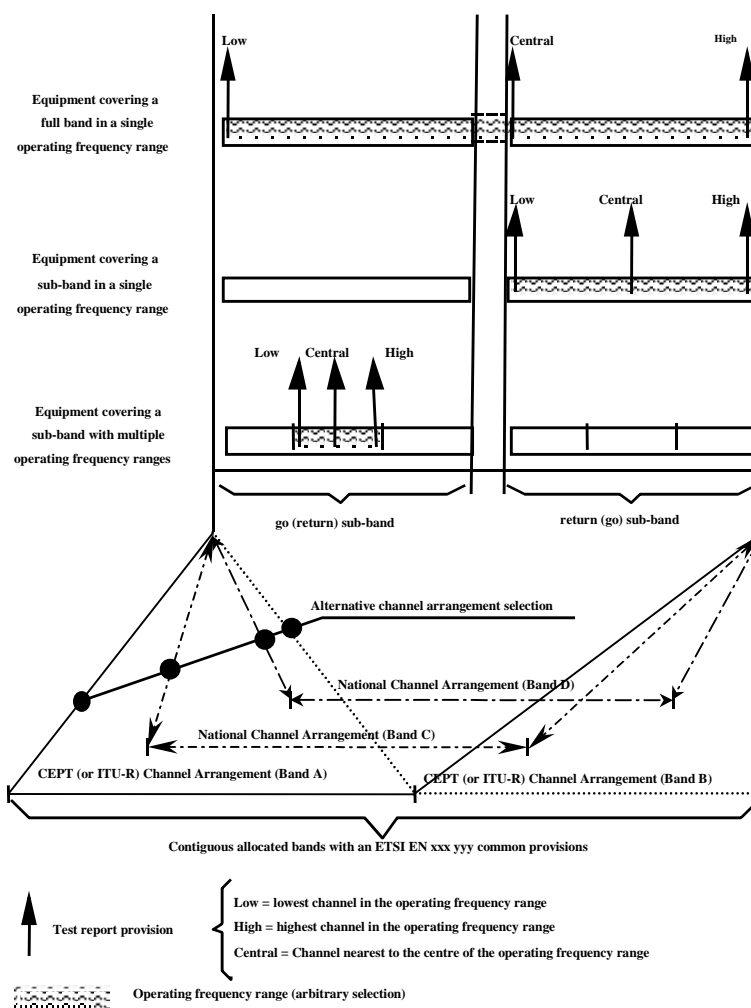 Low
Central
High
Equipment covering a
full band in a single
operating frequency range
Low
Central
High
Equipment covering a
sub-band in a single
operating frequency range
Low
Central
High
Equipment covering a
sub-band with multiple
operating frequency ranges
go (return) sub-band
return (go) sub-band
Alternative channel arrangement selection
National Channel Arrangement (Band D)
National Channel Arrangement (Band C)
CEPT (or ITU-R) Channel Arrangement (Band A)
CEPT (or ITU-R) Channel Arrangement (Band B)
Contiguous allocated bands with an ETSI EN xxx yyy common provisions
Test report provision
Low = lowest channel in the operating frequency range
High = highest channel in the operating frequency range
Central = Channel nearest to the centre of the operating frequency range
Operating frequency range (arbitrary selection)